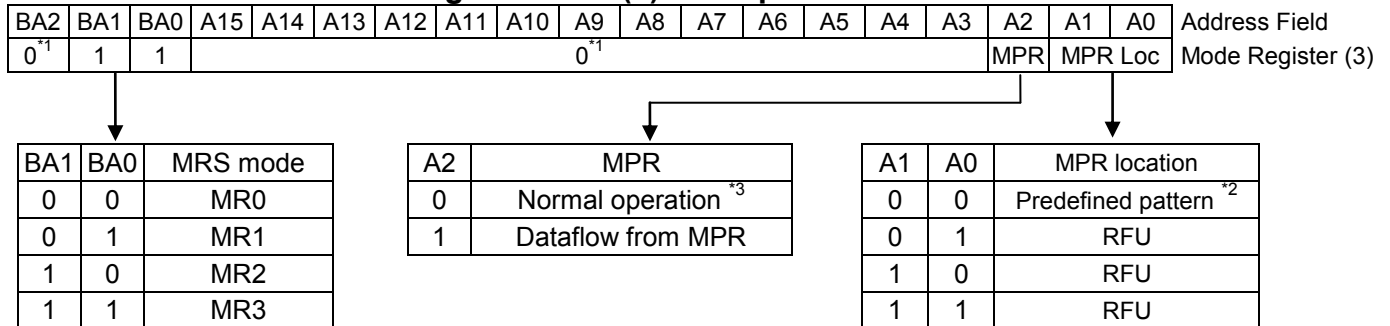 BA2 BA1 BA0 A15 A14 A13 A12 A11 A10 A9 A8 A7 A6 A5 A4 A3 A2 A1 A0 Address Field
0*1 1 1 0*1 MPR MPR Loc Mode Register (3)
BA1 BA0 MRS mode
0 0 MR0
0 1 MR1
1 0 MR2
1 1 MR3
A2 MPR
0 Normal operation *3
1 Dataflow from MPR
A1 A0 MPR location
0 0 Predefined pattern *2
0 1 RFU
1 0 RFU
1 1 RFU